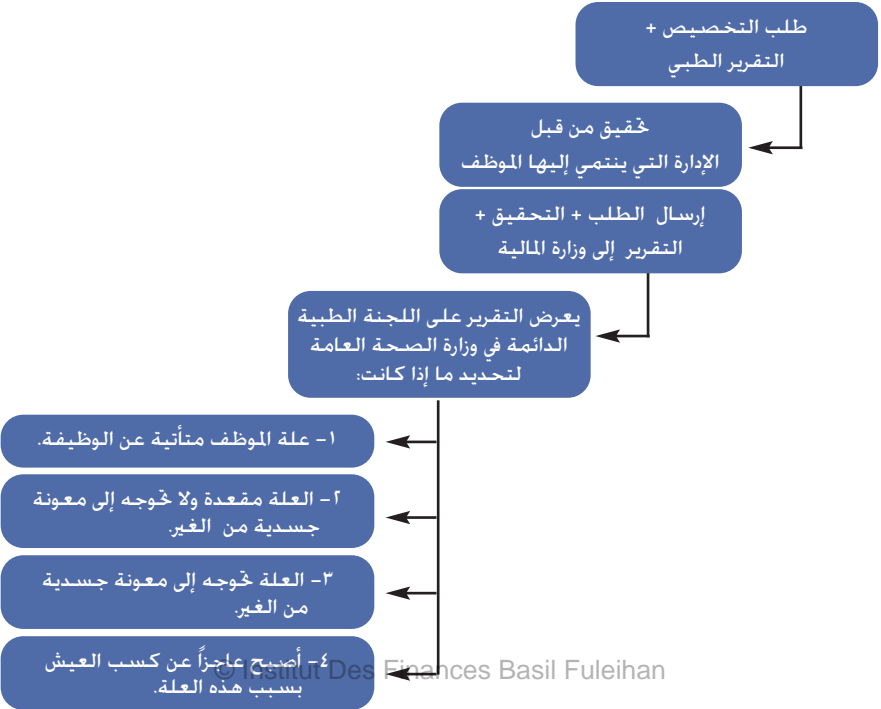 طلب التخصيص +
التقرير الطبي
تحقيق من قبل
الإدارة التي ينتمي إليها الموظف
إرسال الطلب + التحقيق +
التقرير إلى وزارة المالية
يعرض التقرير على اللجنة الطبية
الدائمة في وزارة الصحة العامة
لتحديد ما إذا كانت:
١- علة الموظف متأتية عن الوظيفة.
٢- العلة مقعدة ولا تحوجه إلى معونة
جسدية من الغير.
٣- العلة تحوجه إلى معونة جسدية
من الغير.
٤- أصبح عاجزاً عن كسب العيش
بسبب هذه العلة.
© Institut Des Finances Basil Fuleihan